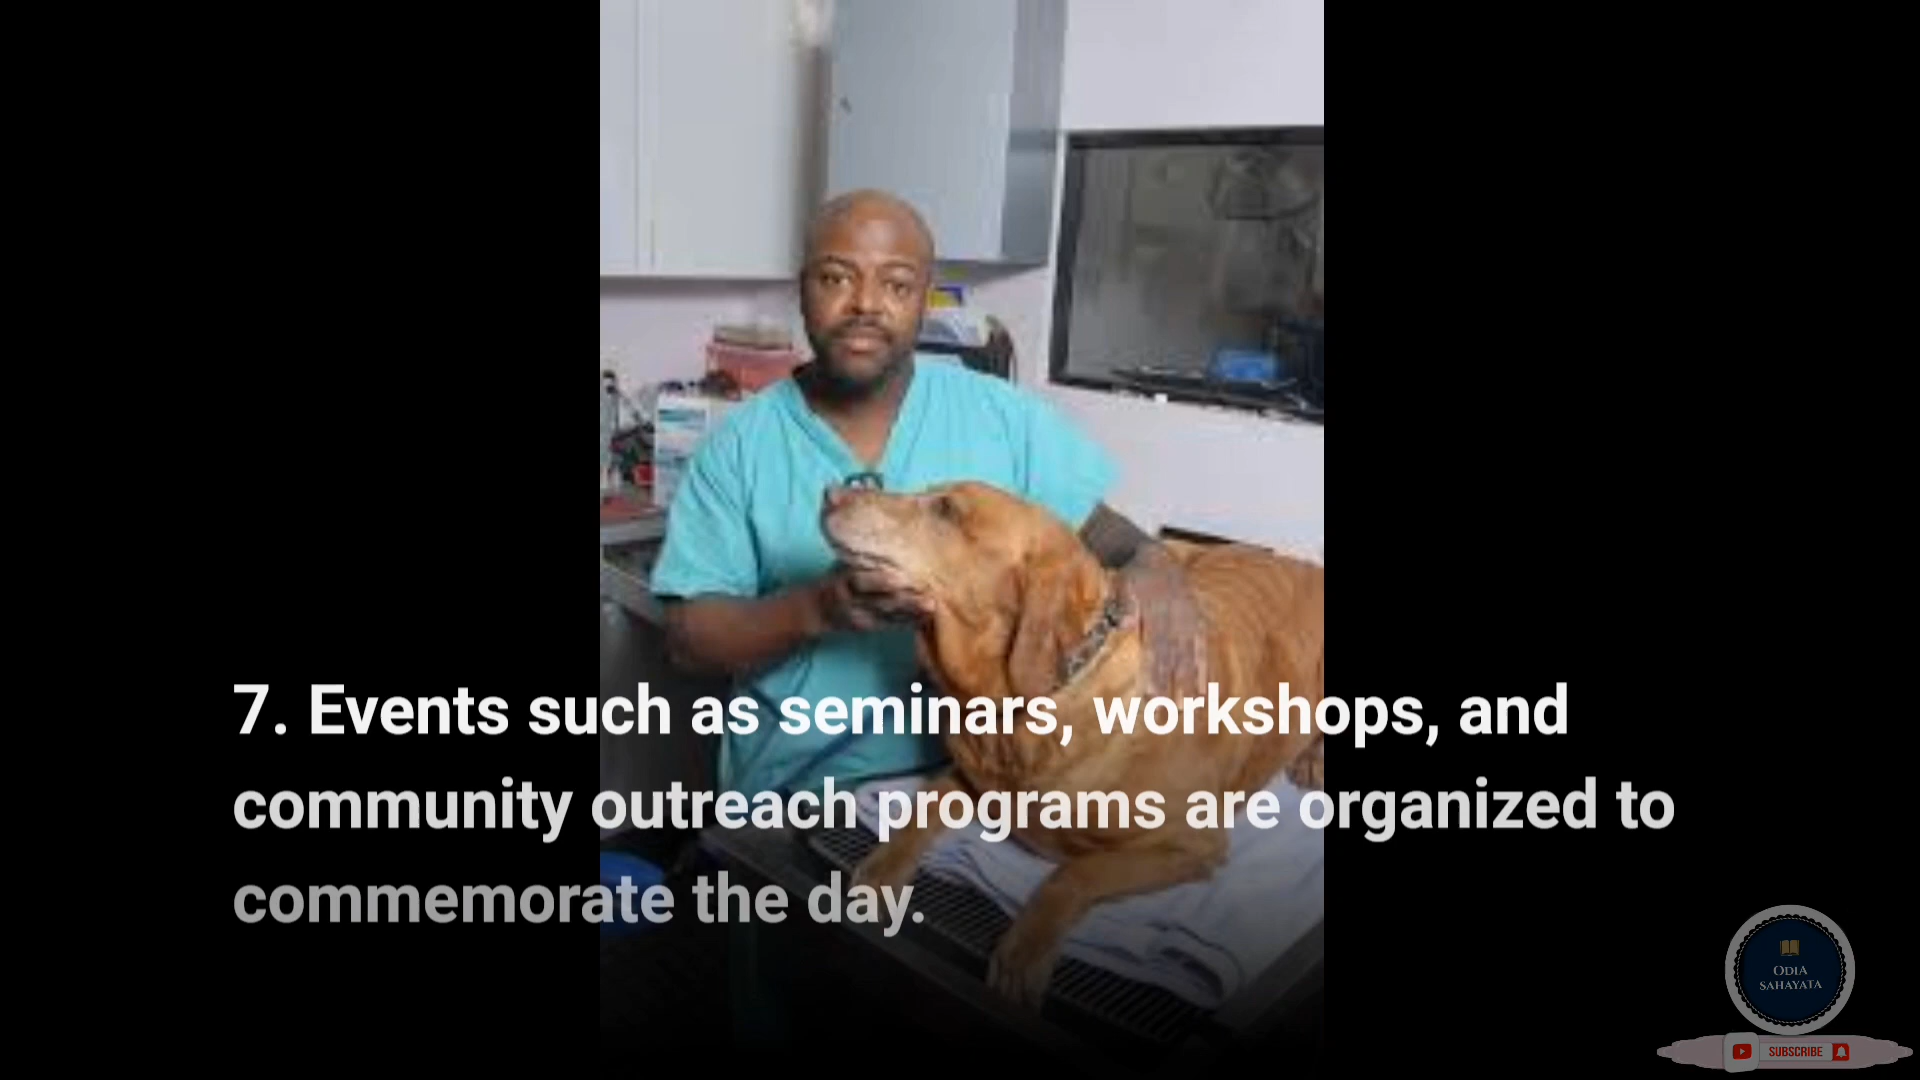 7. Events such as seminars, workshops, and
community outreach programs are organized to
commemorate the day.
ODIA
SAHAYATA
SUBSCRIBE